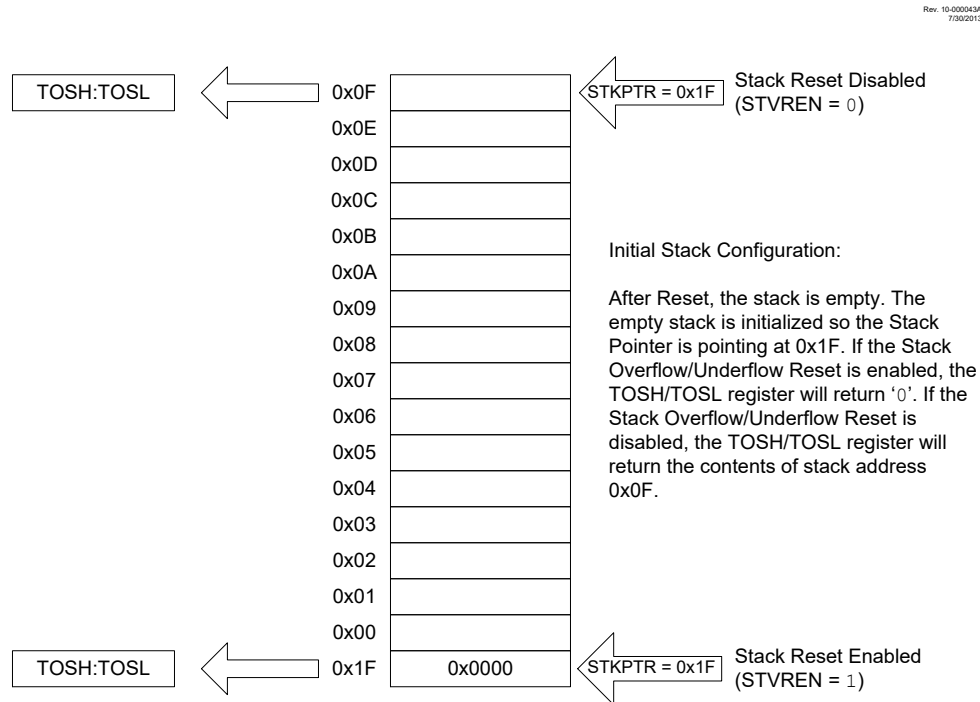 Rev. 10-000043A
7/30/2013
TOSH:TOSL
0x0F
STKPTR = 0x1F
Stack Reset Disabled
(STVREN = 0)
0x0E
0x0D
0x0C
0x0B
0x0A
0x09
0x08
0x07
0x06
0x05
0x04
0x03
0x02
0x01
0x00
Initial Stack Configuration:
After Reset, the stack is empty. The
empty stack is initialized so the Stack
Pointer is pointing at 0x1F. If the Stack
Overflow/Underflow Reset is enabled, the
TOSH/TOSL register will return ‘0’. If the
Stack Overflow/Underflow Reset is
disabled, the TOSH/TOSL register will
return the contents of stack address
0x0F.
TOSH:TOSL
0x1F
0x0000
STKPTR = 0x1F
Stack Reset Enabled
(STVREN = 1)